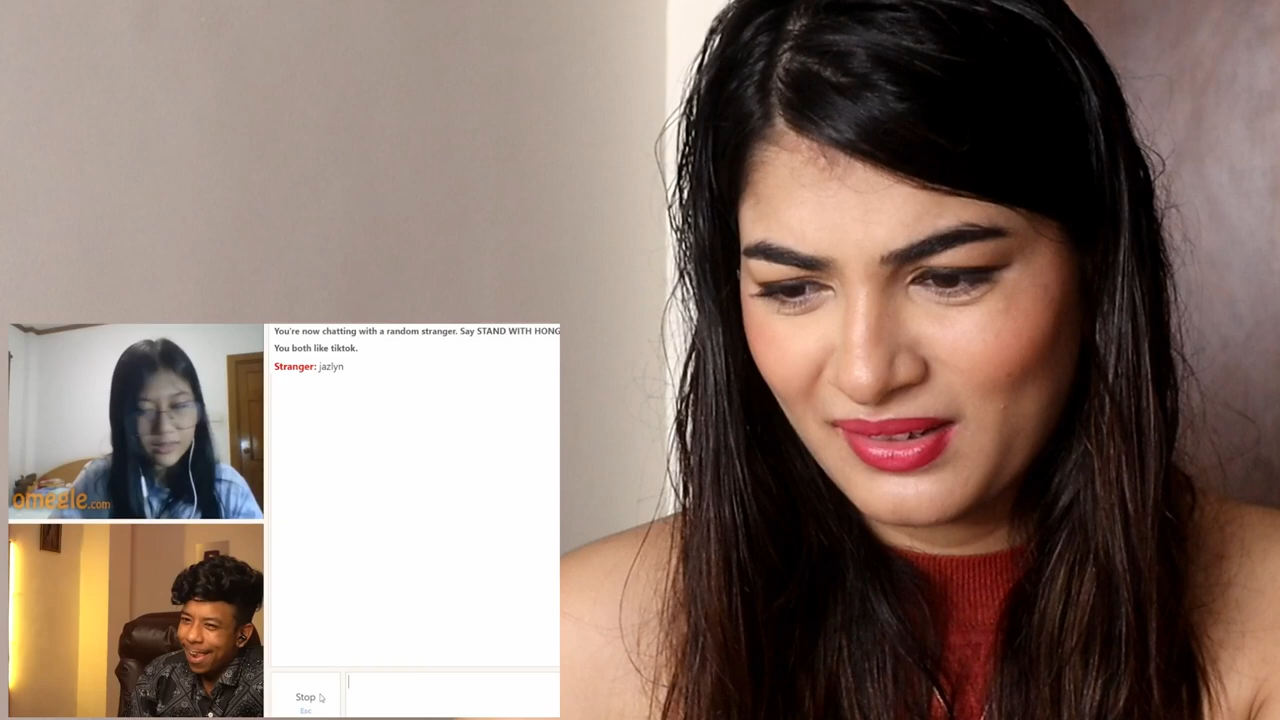 You're now chatting with a random stranger. Say STAND WITH HONG
You both like tiktok.
Stranger: jazlyn
omegle.com
Stop
Esc